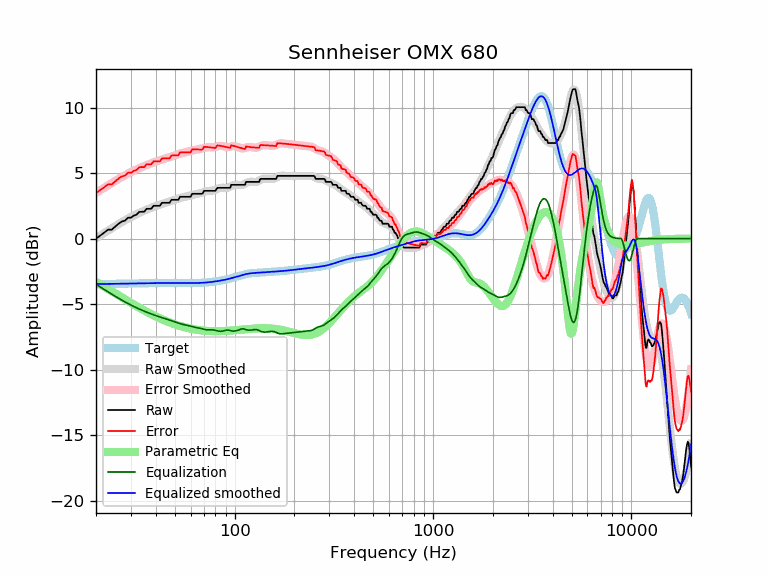 Sennheiser OMX 680
Amplitude (dBr)
10
5
0
−5
−10
−15
−20
Target
Raw Smoothed
Error Smoothed
Raw
Error
Parametric Eq
Equalization
Equalized smoothed
100
1000
10000
Frequency (Hz)